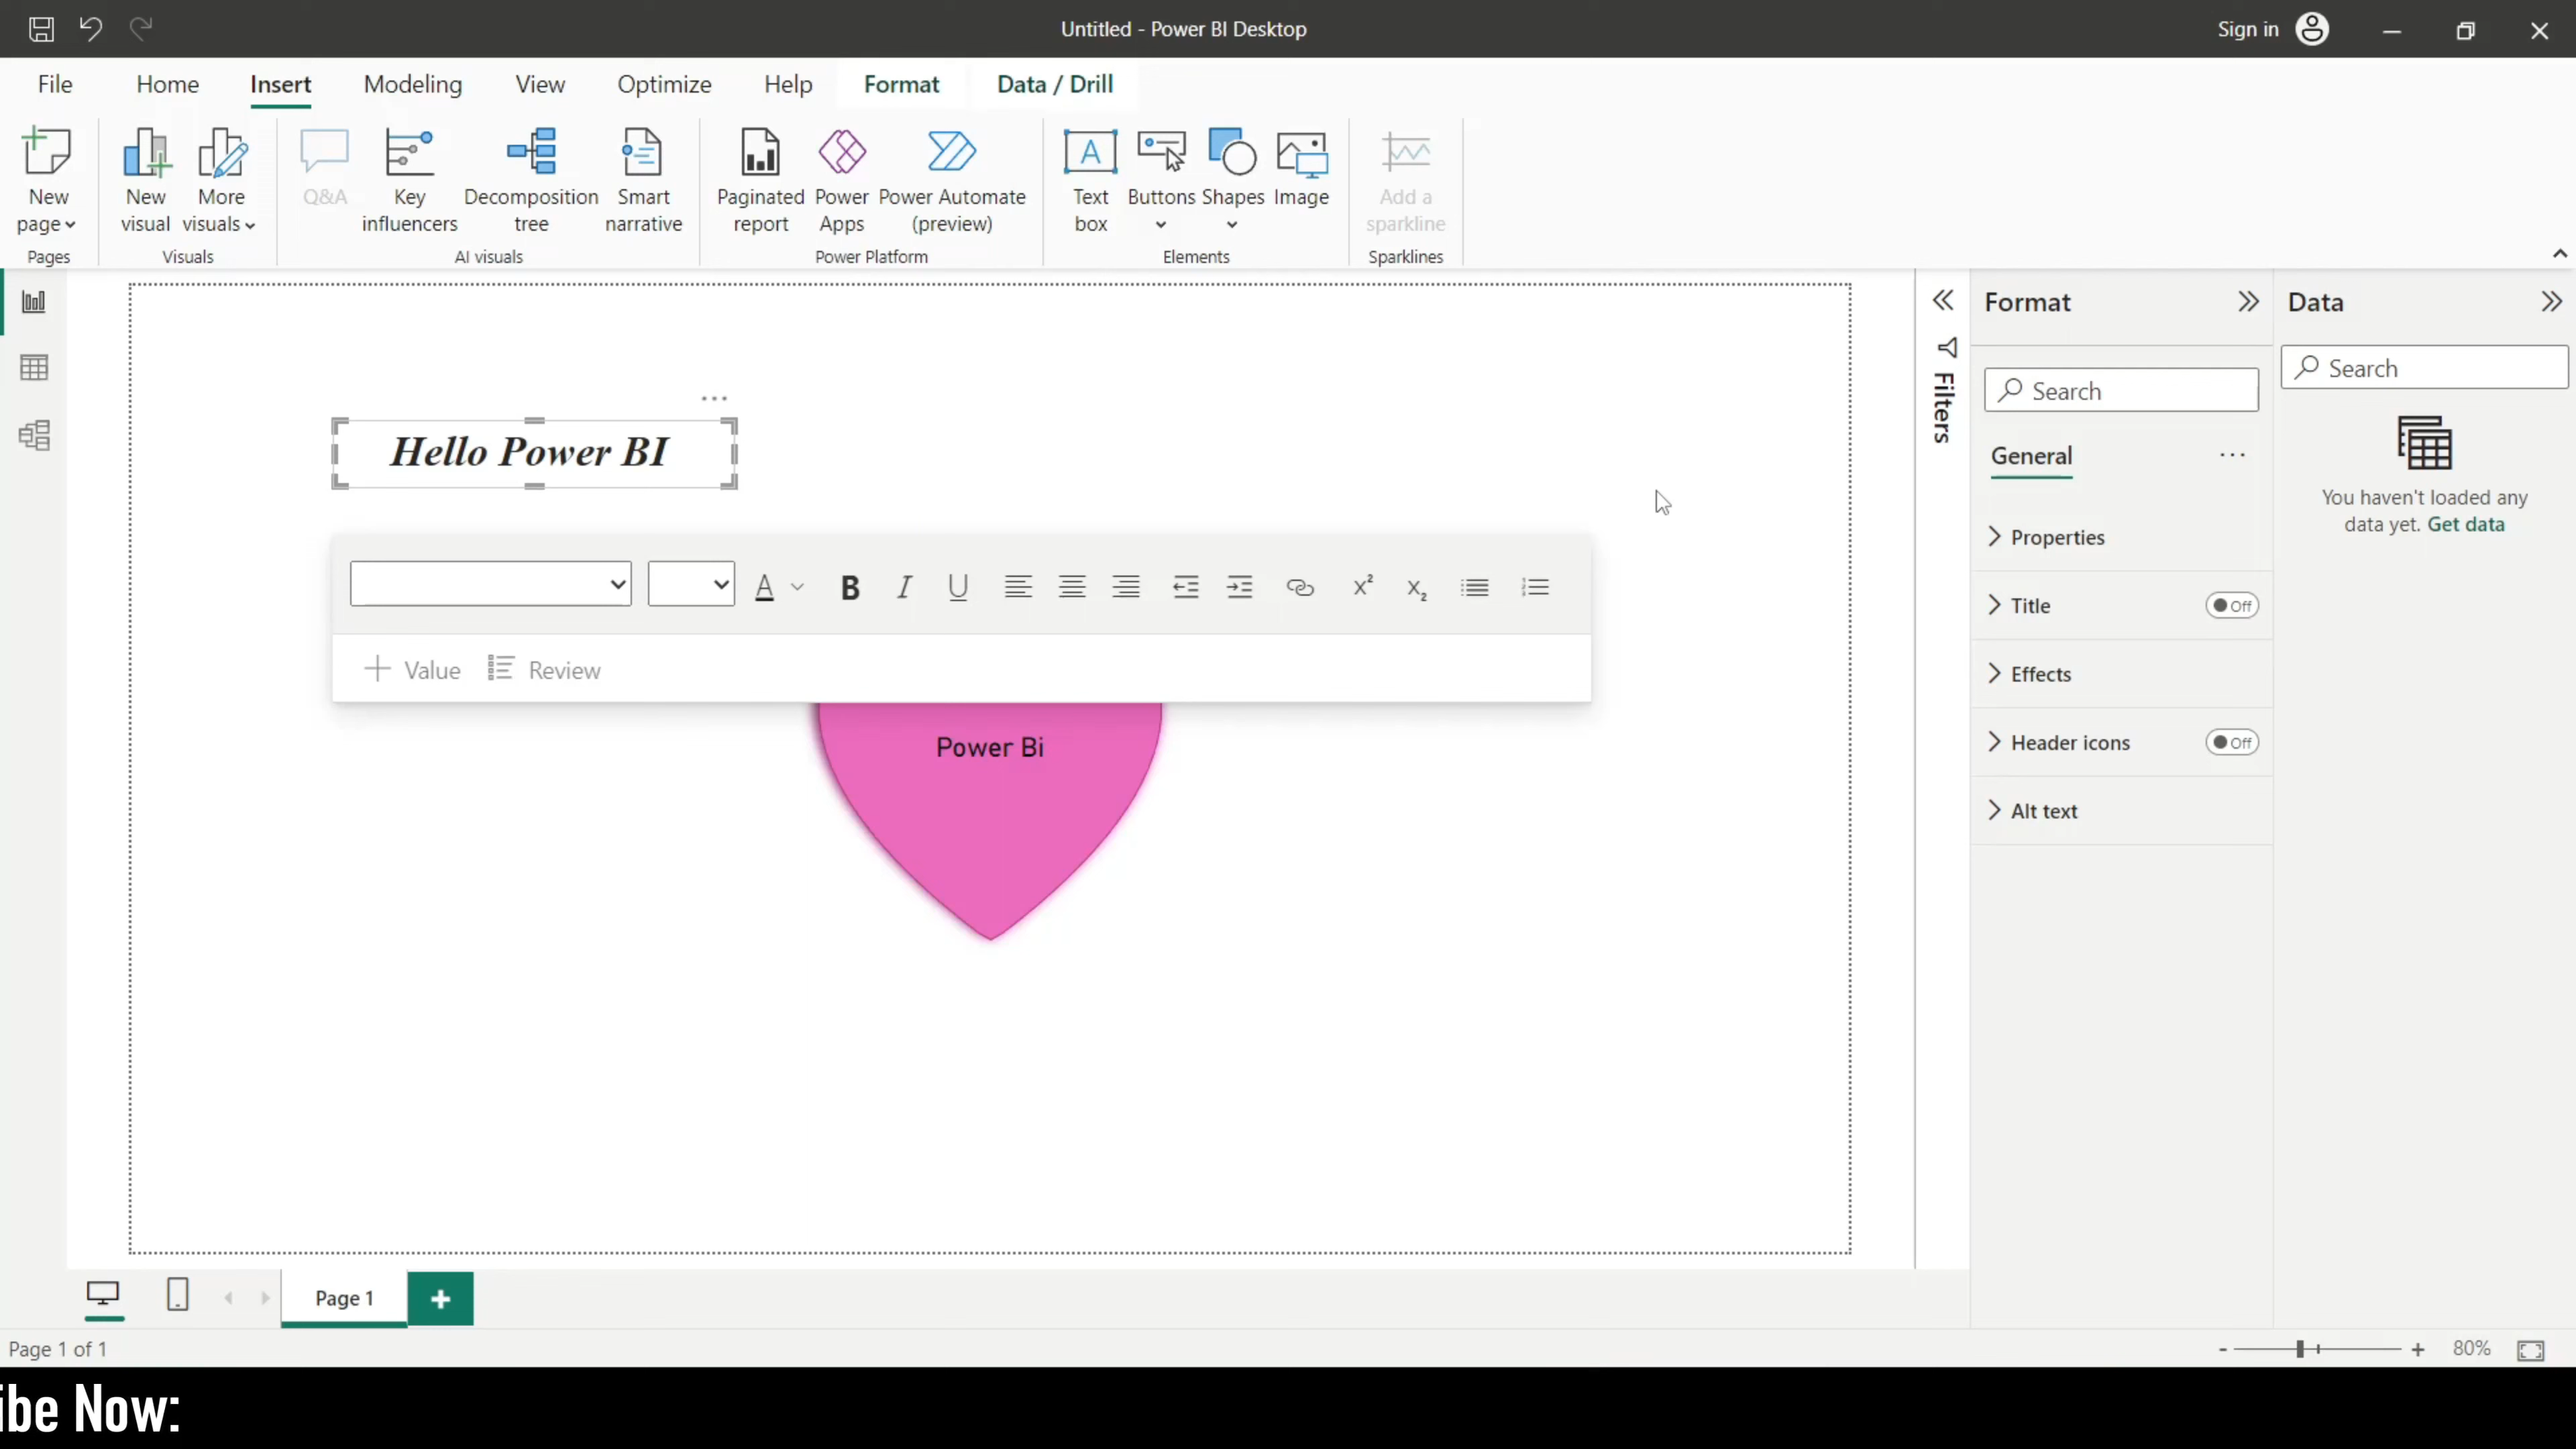 Untitled - Power BI Desktop
Sign in
File Home Insert Modeling View Optimize Help Format Data / Drill
New page
New visual
More visuals
Q&A
Key influencers
Decomposition tree
Smart narrative
Paginated report
Power Apps
Power Automate (preview)
Text box
Buttons
Shapes
Image
Add a sparkline
Pages Visuals AI visuals Power Platform Elements Sparklines
Filters
Format
Search
General
Properties
Title Off
Effects
Header icons Off
Alt text
Data
Search
You haven't loaded any
data yet. Get data
Hello Power BI
A B I U x² x₂
Value Review
Power Bi
Page 1
Page 1 of 1
80%
ibe Now: